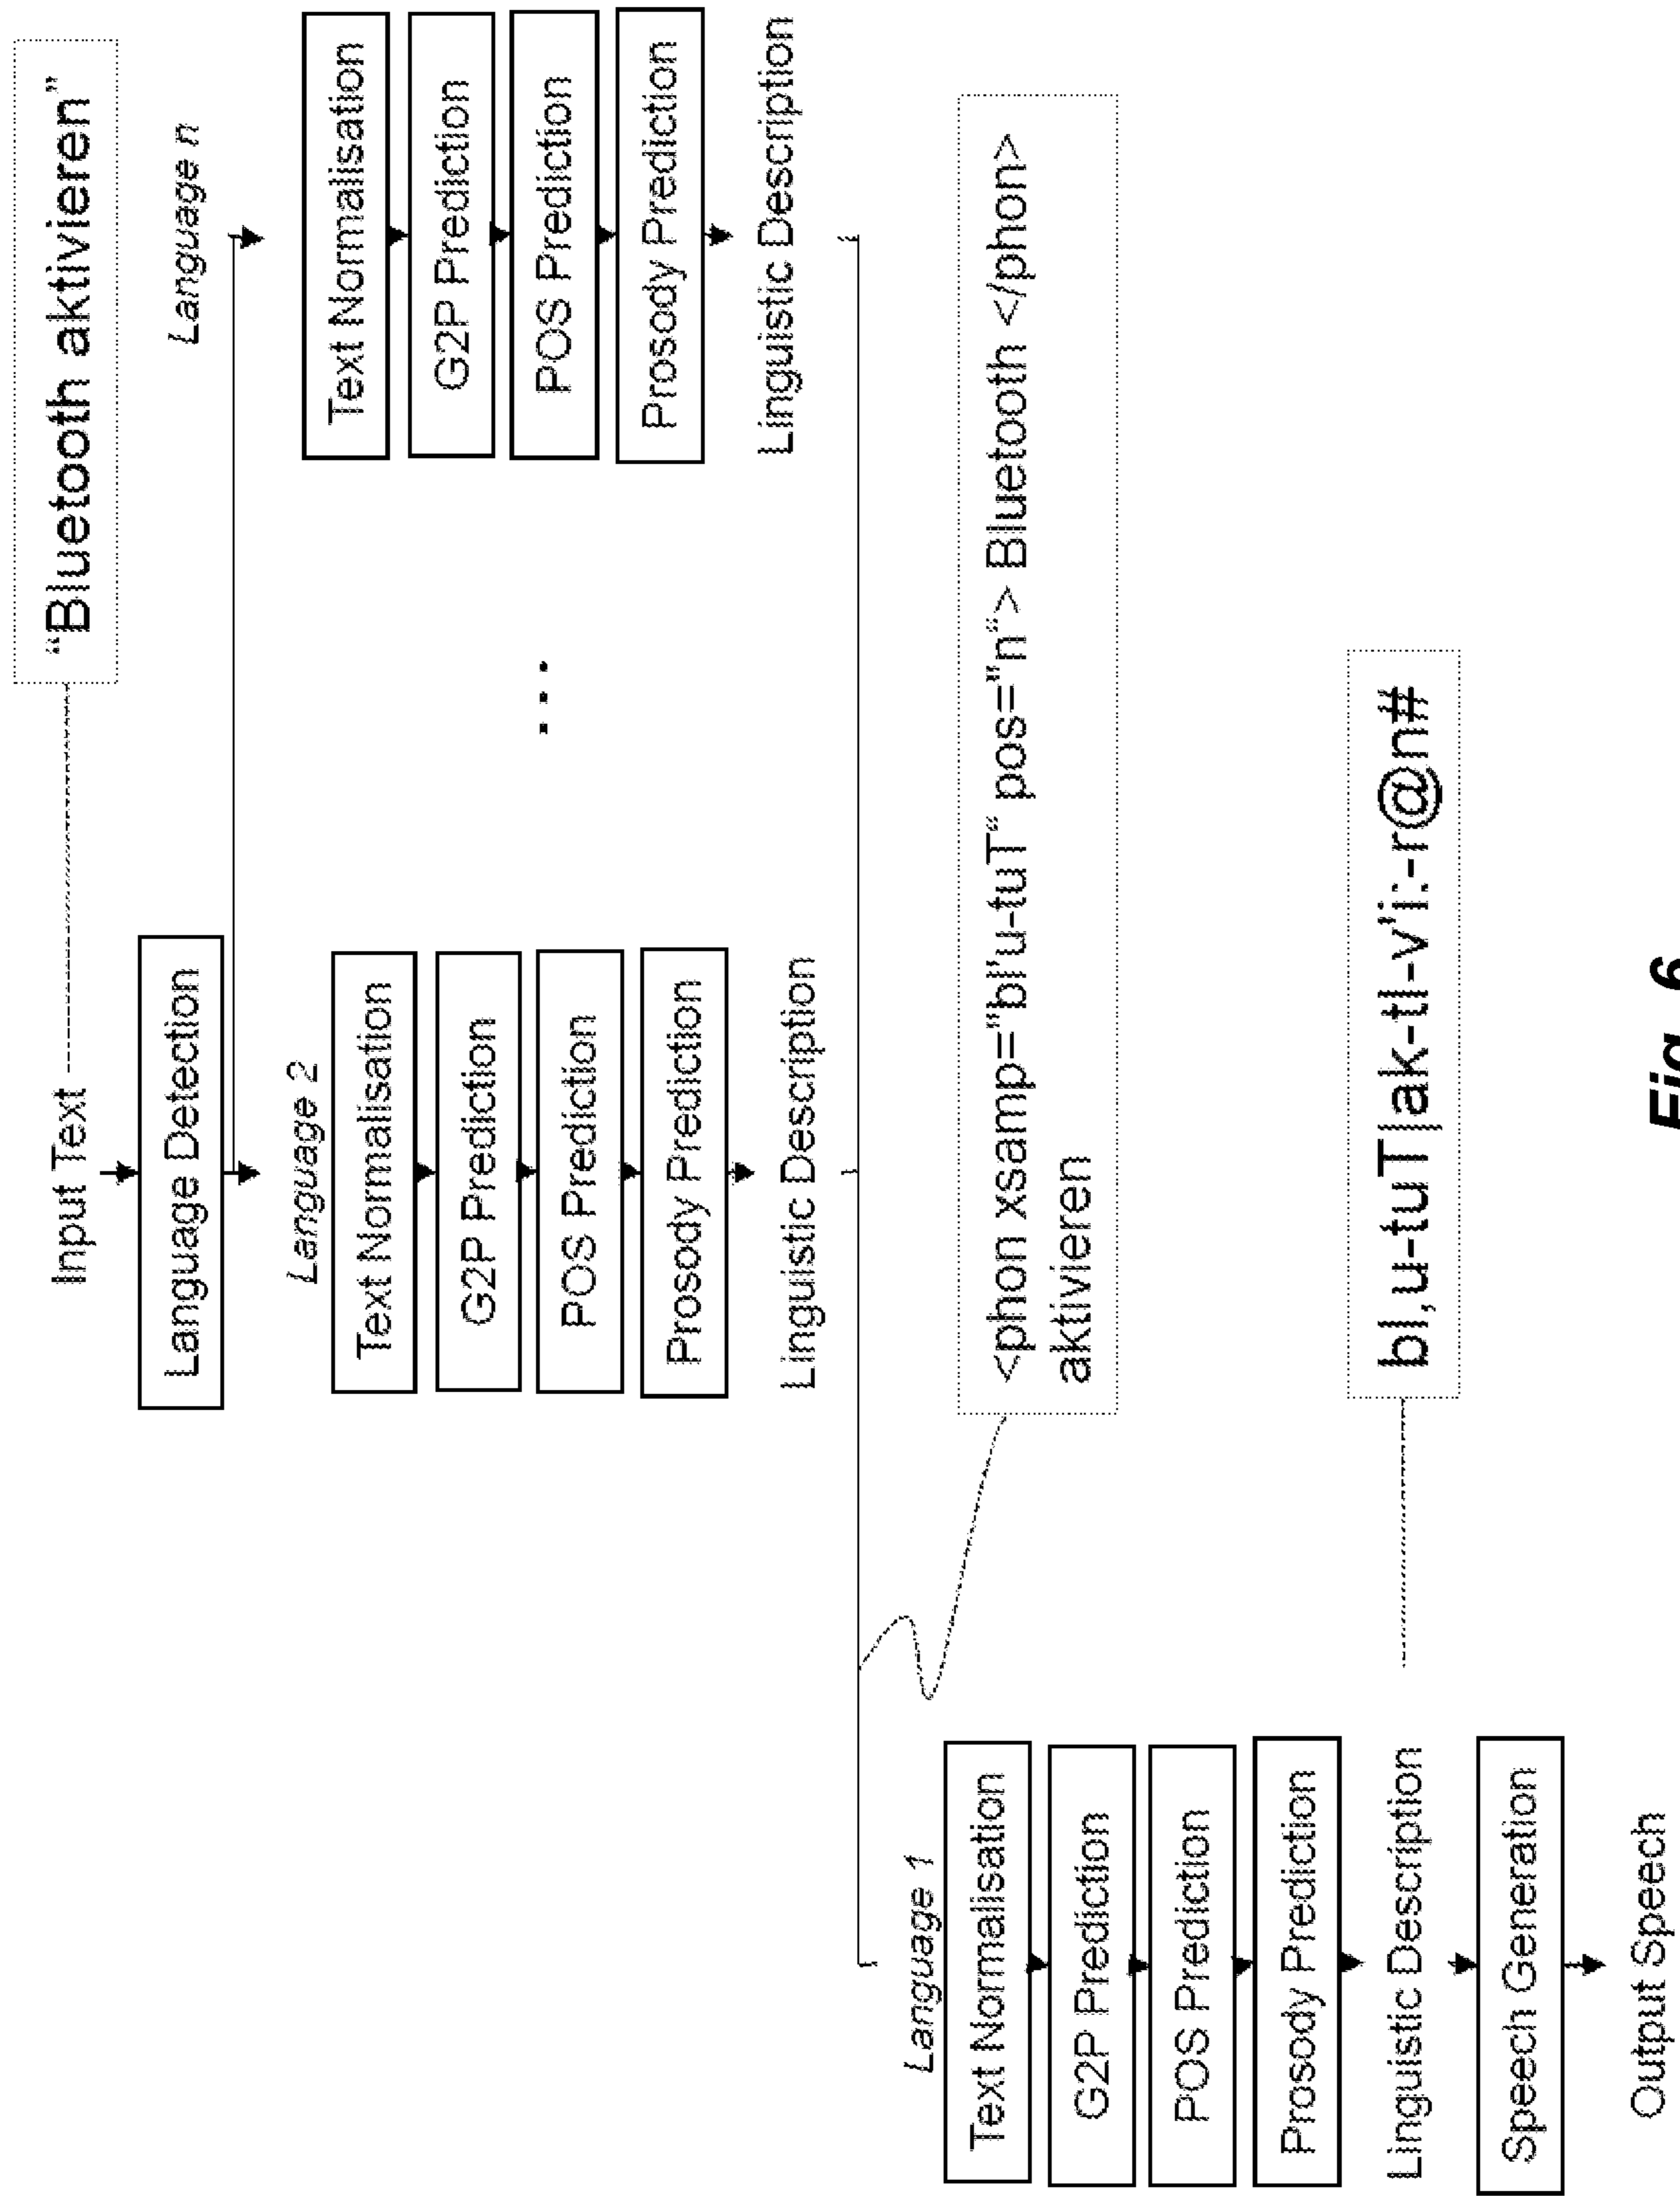 Input Text
“Bluetooth aktivieren”
Language Detection
Language 2
Text Normalisation
G2P Prediction
POS Prediction
Prosody Prediction
Linguistic Description
...
Language n
Text Normalisation
G2P Prediction
POS Prediction
Prosody Prediction
Linguistic Description
<phon xsamp="bl'u-tuT“ pos="n“> Bluetooth </phon>
aktivieren
Language 1
Text Normalisation
G2P Prediction
POS Prediction
Prosody Prediction
Linguistic Description
bl,u-tuT|ak-tI-v'i:-r@n#
Speech Generation
Output Speech
Fig. 6